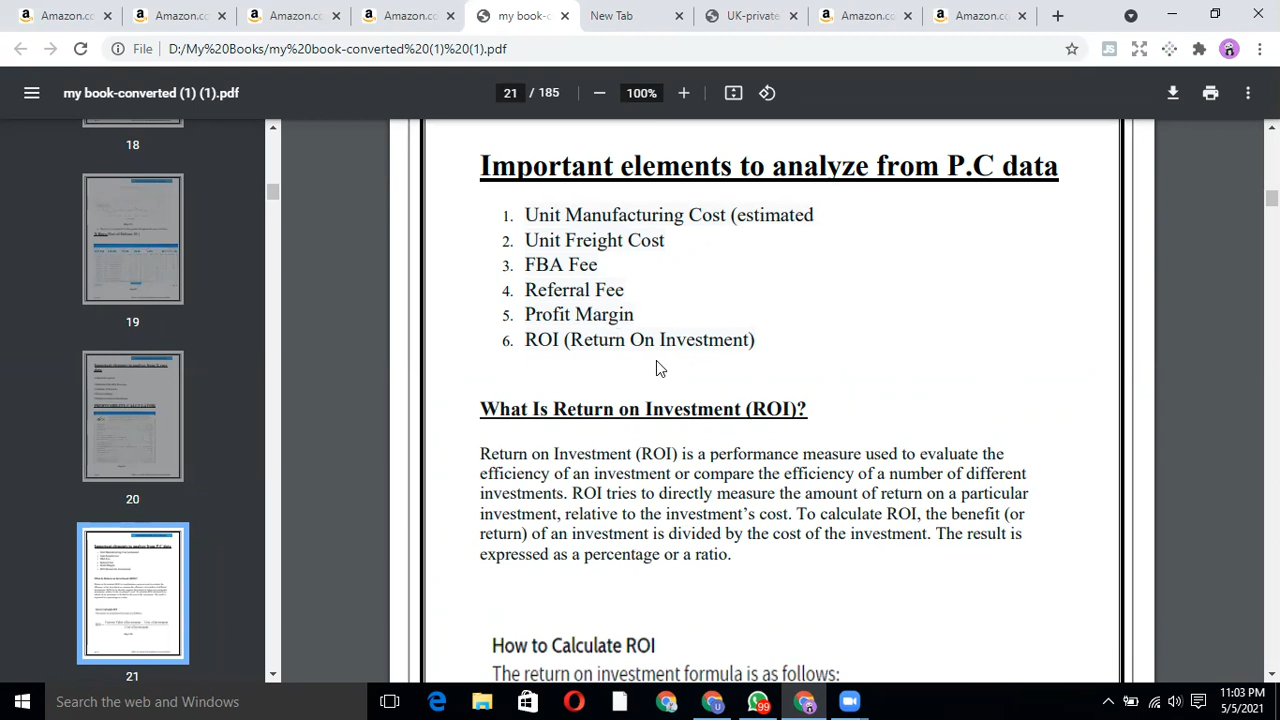 Amazon.co
Amazon.co
Amazon.co
Amazon.co
my book-c
New Tab
UK-private
Amazon.co
Amazon.co
File D:/My%20Books/my%20book-converted%20(1)%20(1).pdf
JS
my book-converted (1) (1).pdf
21 / 185
100%
18
19
20
21
Important elements to analyze from P.C data
1. Unit Manufacturing Cost (estimated
2. Unit Freight Cost
3. FBA Fee
4. Referral Fee
5. Profit Margin
6. ROI (Return On Investment)
What Is Return on Investment (ROI)?
Return on Investment (ROI) is a performance measure used to evaluate the
efficiency of an investment or compare the efficiency of a number of different
investments. ROI tries to directly measure the amount of return on a particular
investment, relative to the investment’s cost. To calculate ROI, the benefit (or
return) of an investment is divided by the cost of the investment. The result is
expressed as a percentage or a ratio.
How to Calculate ROI
The return on investment formula is as follows:
Search the web and Windows
99
11:03 PM
5/5/2021